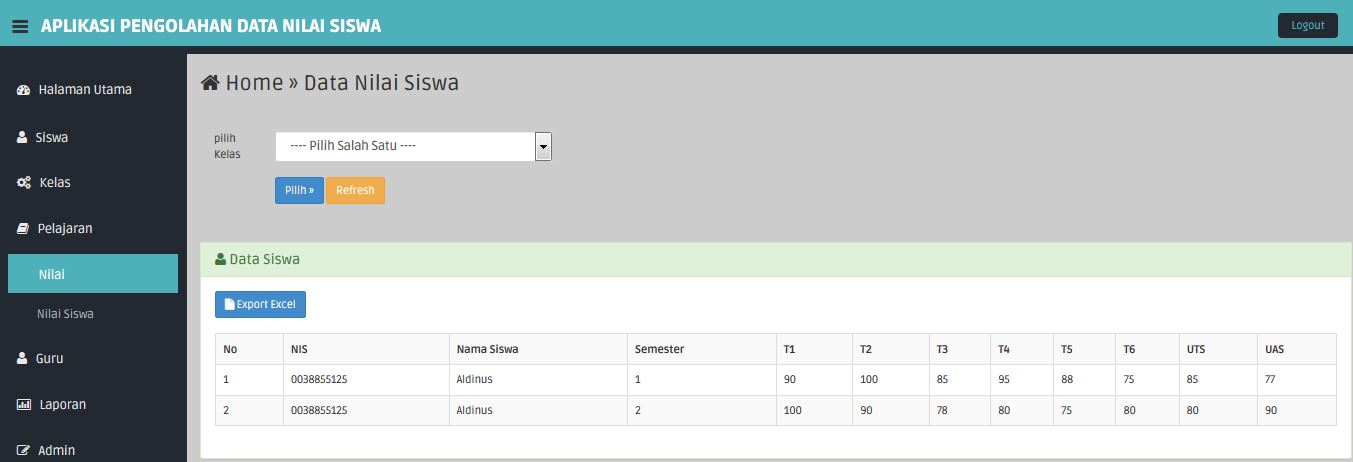 APLIKASI PENGOLAHAN DATA NILAI SISWA
Logout
Halaman Utama
Siswa
Kelas
Pelajaran
Nilai
Nilai Siswa
Guru
Laporan
Admin
Home » Data Nilai Siswa
pilih
Kelas
---- Pilih Salah Satu ----
Pilih » Refresh
Data Siswa
Export Excel
No NIS Nama Siswa Semester T1 T2 T3 T4 T5 T6 UTS UAS
1 0038855125 Aldinus 1 90 100 85 95 88 75 85 77
2 0038855125 Aldinus 2 100 90 78 80 75 80 80 90